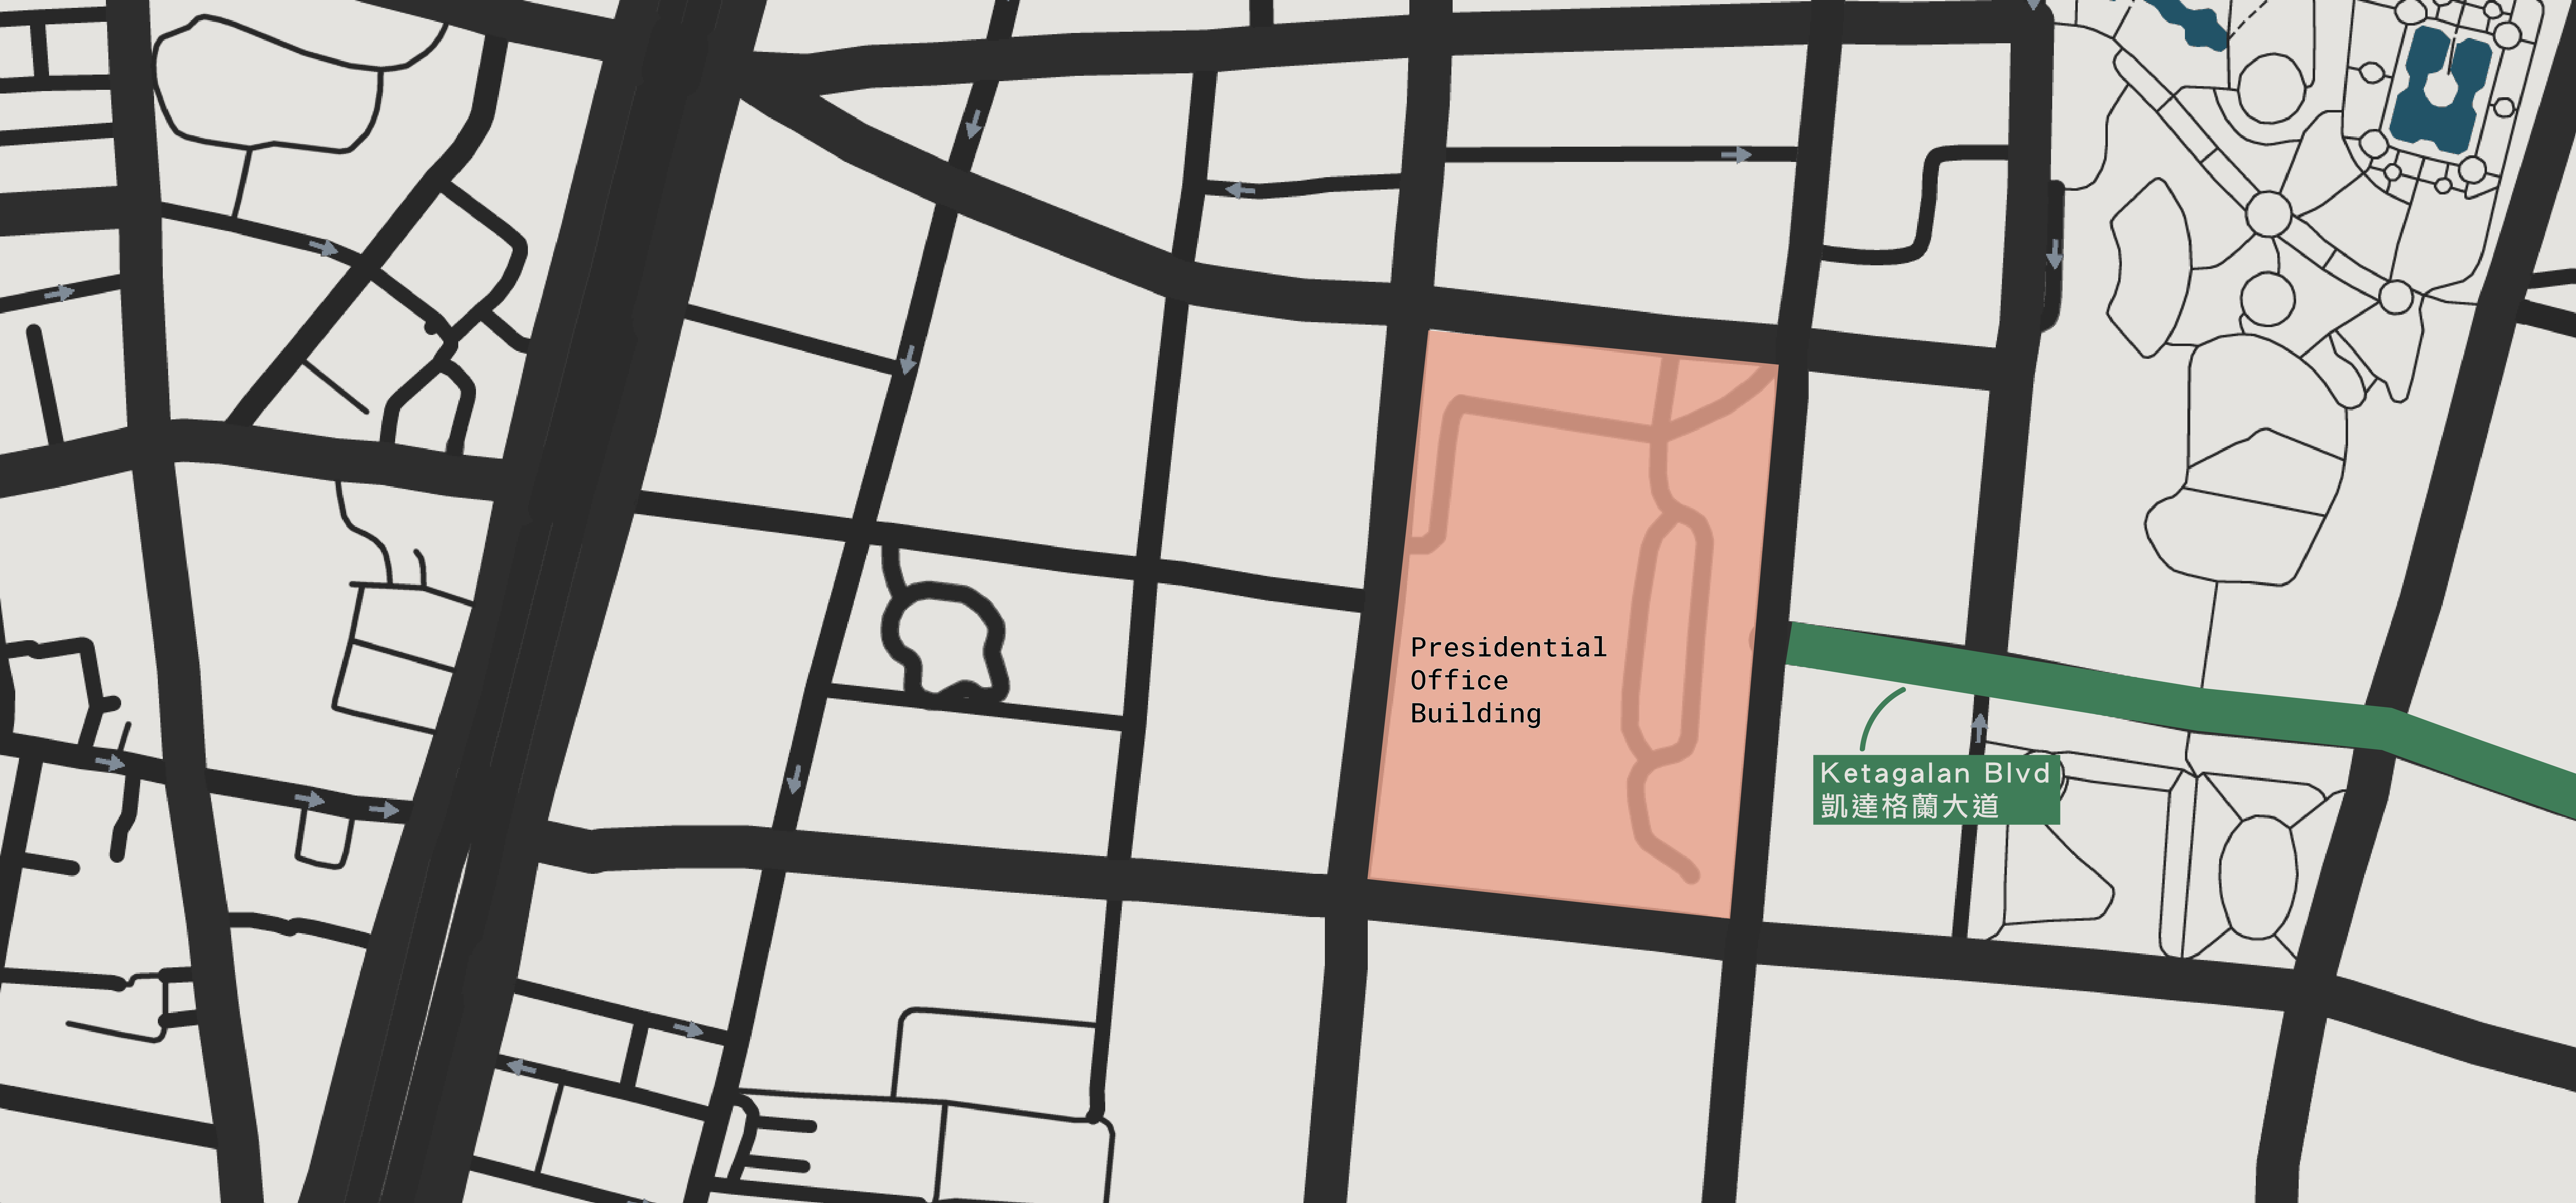 Presidential
Office
Building
Ketagalan Blvd
凱達格蘭大道